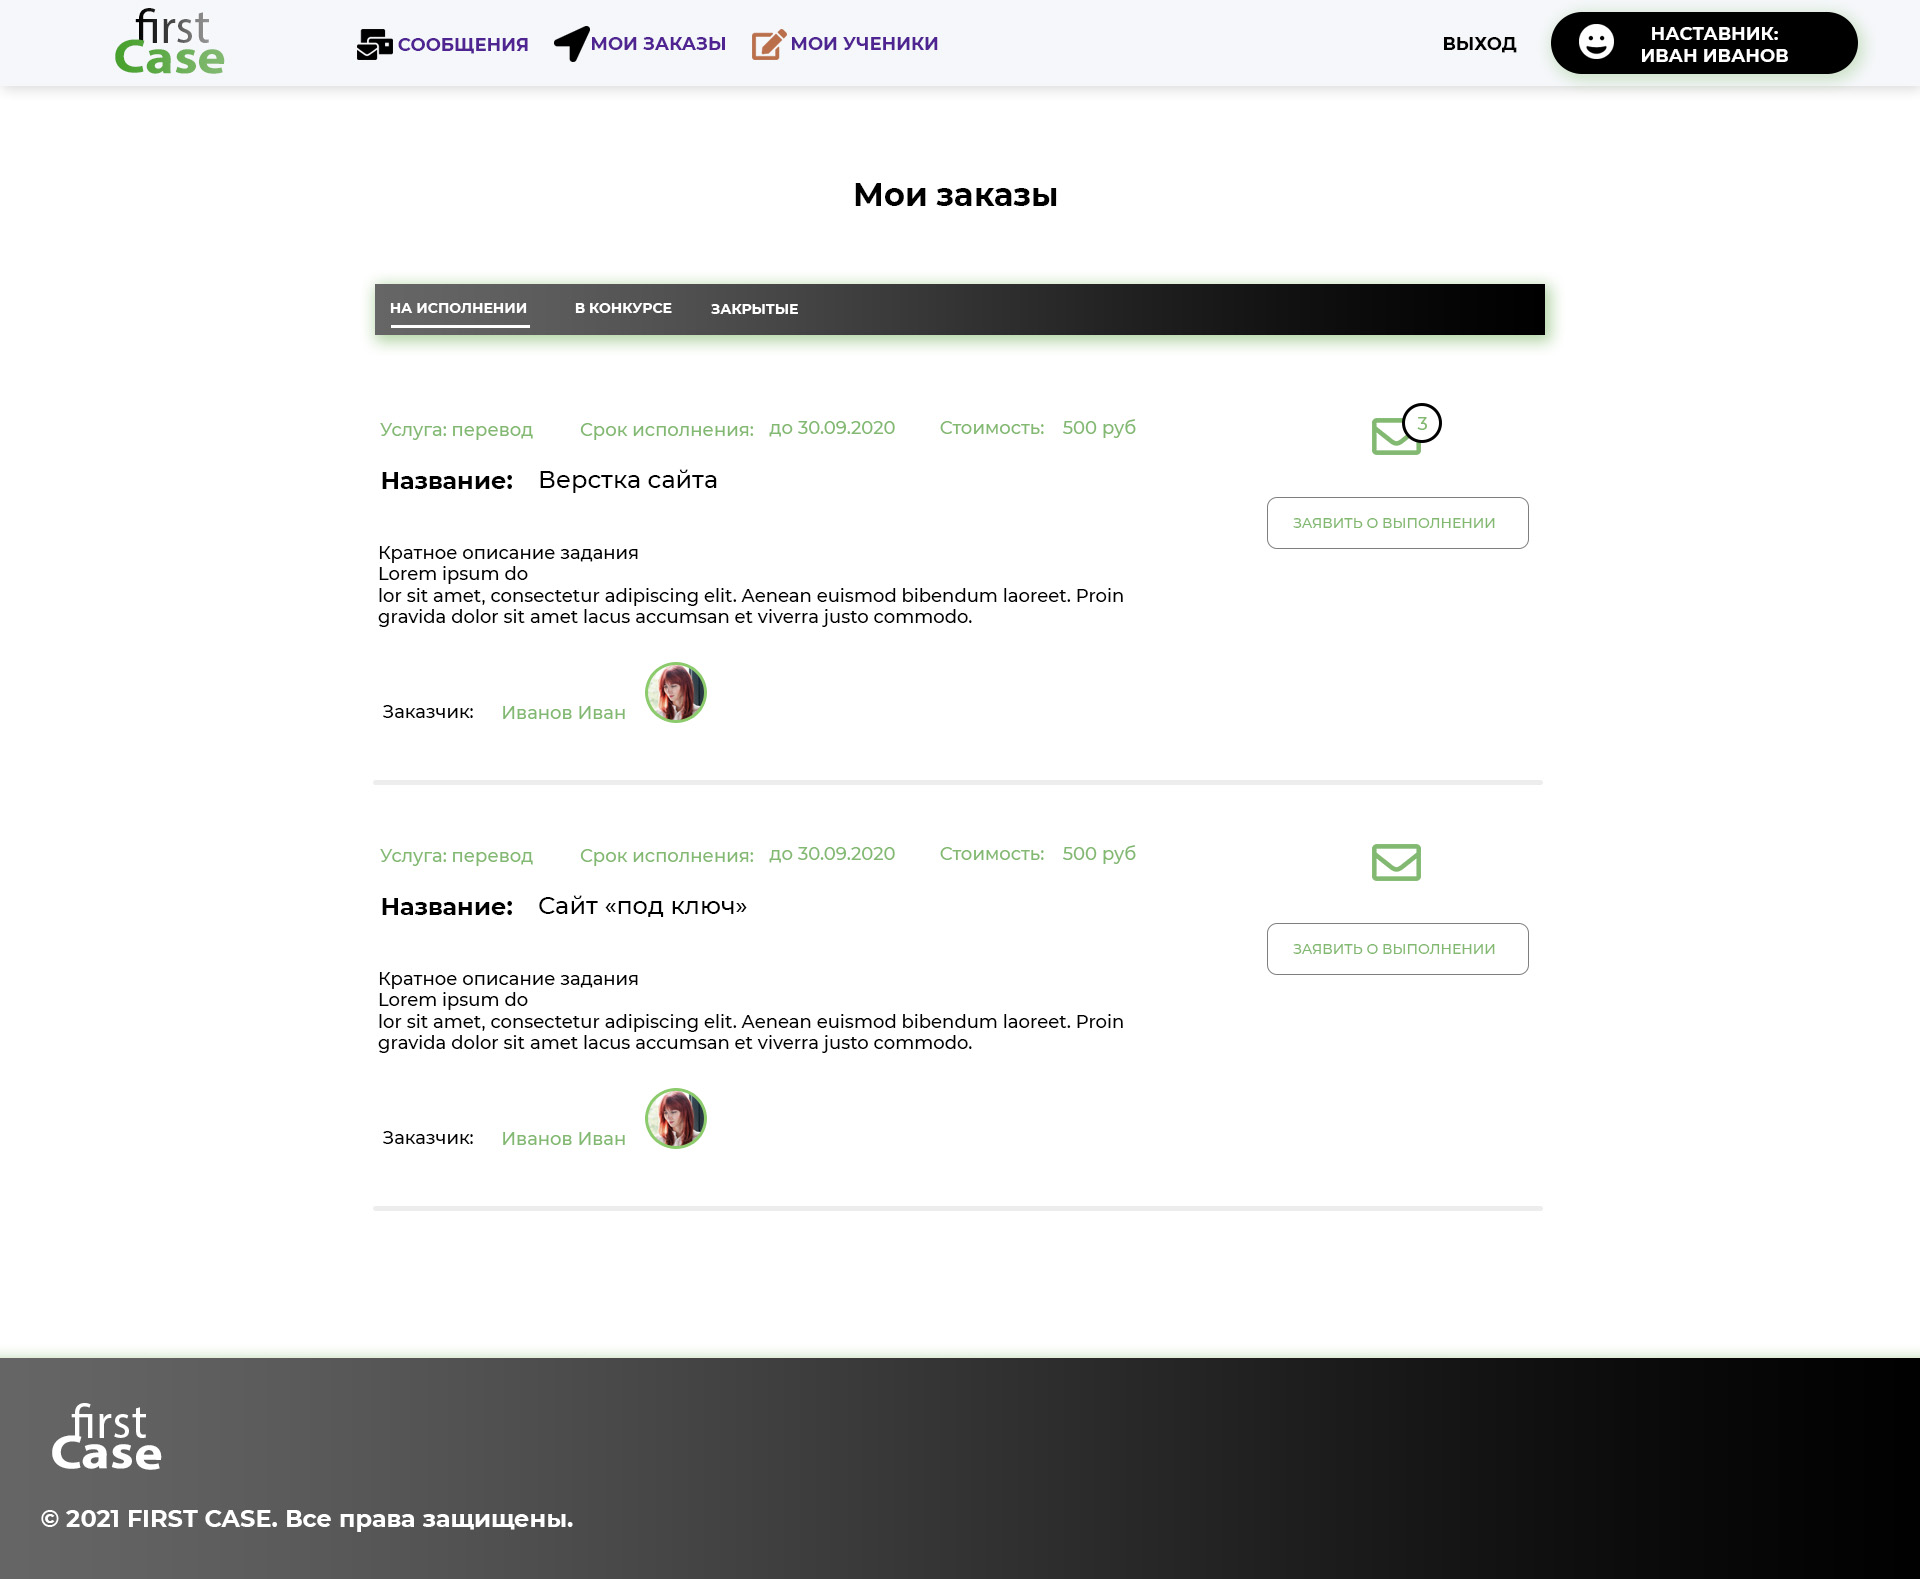 first
Case
СООБЩЕНИЯ
МОИ ЗАКАЗЫ
МОИ УЧЕНИКИ
ВЫХОД
НАСТАВНИК:
ИВАН ИВАНОВ
Мои заказы
НА ИСПОЛНЕНИИ
В КОНКУРСЕ
ЗАКРЫТЫЕ
Услуга: перевод
Срок исполнения:
до 30.09.2020
Стоимость:
500 руб
3
Название:
Верстка сайта
ЗАЯВИТЬ О ВЫПОЛНЕНИИ
Кратное описание задания
Lorem ipsum do
lor sit amet, consectetur adipiscing elit. Aenean euismod bibendum laoreet. Proin
gravida dolor sit amet lacus accumsan et viverra justo commodo.
Заказчик:
Иванов Иван
Услуга: перевод
Срок исполнения:
до 30.09.2020
Стоимость:
500 руб
Название:
Сайт «под ключ»
ЗАЯВИТЬ О ВЫПОЛНЕНИИ
Кратное описание задания
Lorem ipsum do
lor sit amet, consectetur adipiscing elit. Aenean euismod bibendum laoreet. Proin
gravida dolor sit amet lacus accumsan et viverra justo commodo.
Заказчик:
Иванов Иван
first
Case
© 2021 FIRST CASE. Все права защищены.